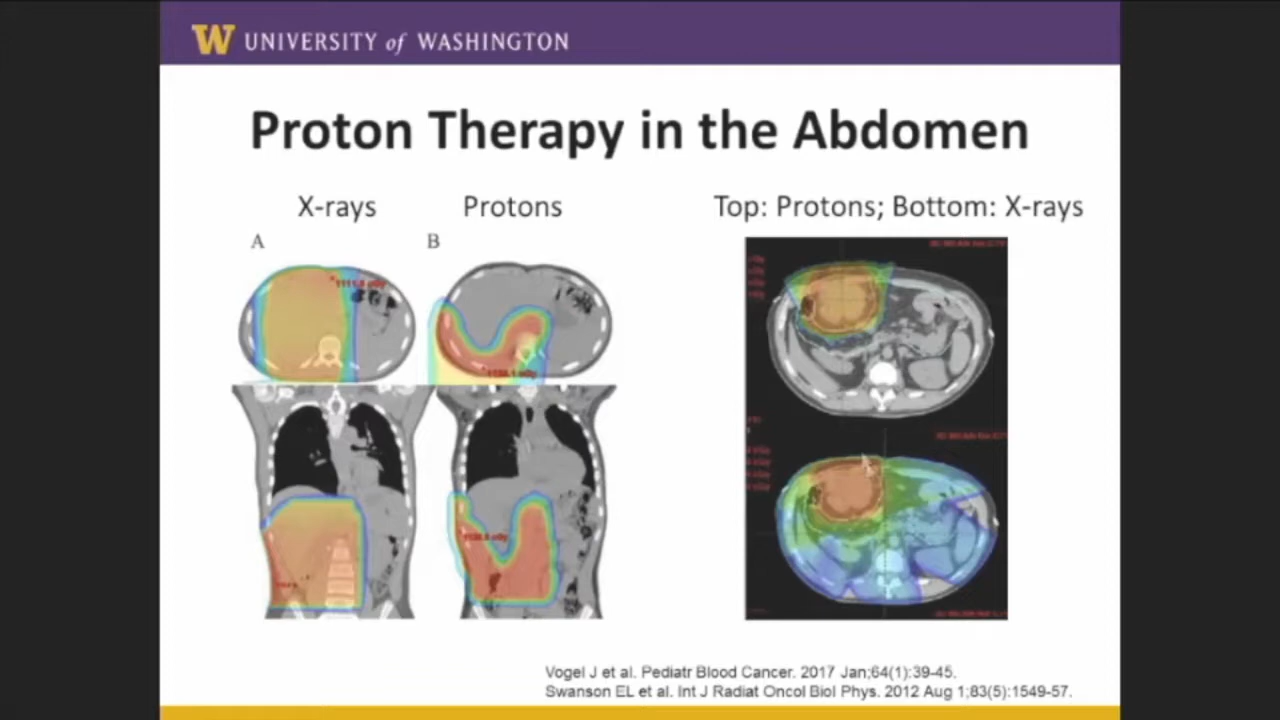 W UNIVERSITY of WASHINGTON
Proton Therapy in the Abdomen
X-rays
Protons
Top: Protons; Bottom: X-rays
A
B
Vogel J et al. Pediatr Blood Cancer. 2017 Jan;64(1):39-45.
Swanson EL et al. Int J Radiat Oncol Biol Phys. 2012 Aug 1;83(5):1549-57.